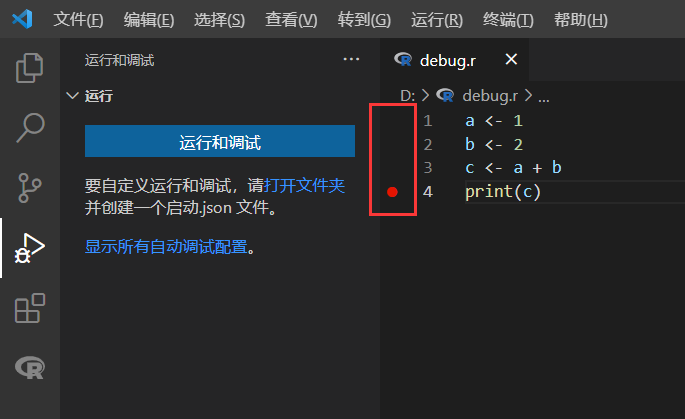 文件(F) 编辑(E) 选择(S) 查看(V) 转到(G) 运行(R) 终端(T) 帮助(H)
运行和调试 ...
运行
运行和调试
要自定义运行和调试，请打开文件夹
并创建一个启动.json 文件。
显示所有自动调试配置。
debug.r
D: > debug.r > ...
1 a <- 1
2 b <- 2
3 c <- a + b
4 print(c)